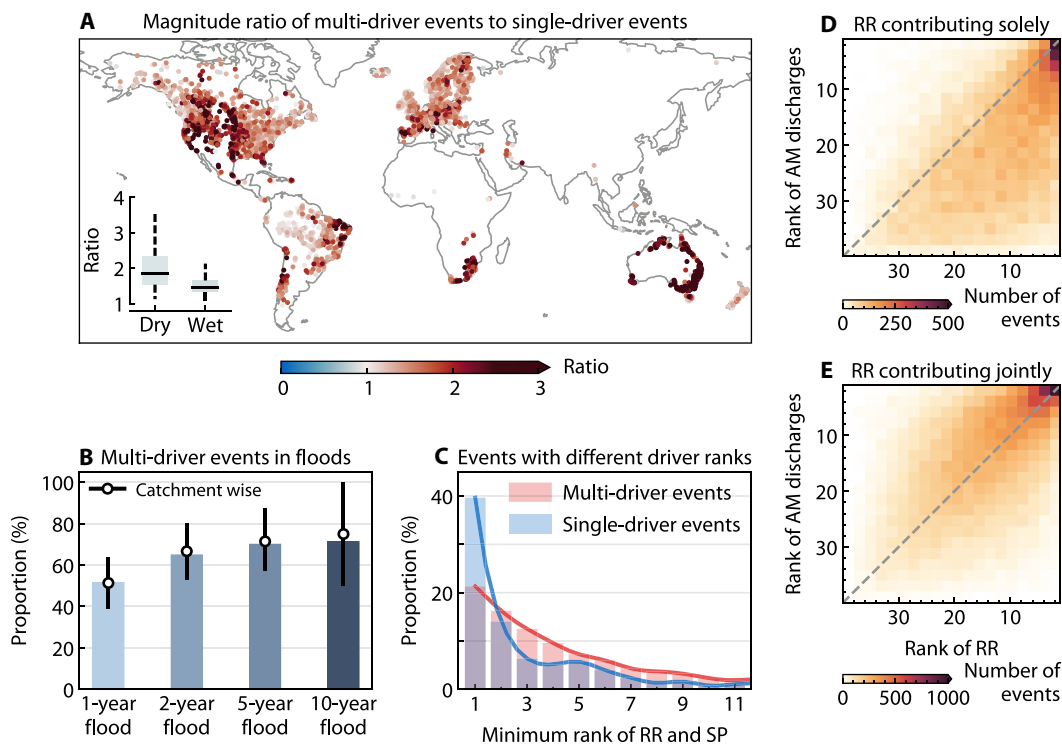 A Magnitude ratio of multi-driver events to single-driver events
Ratio
4
3
2
1
Dry Wet
0 1 2 3
Ratio
B Multi-driver events in floods
Catchment wise
Proportion (%)
100
80
60
40
20
0
1-year flood
2-year flood
5-year flood
10-year flood
C Events with different driver ranks
Multi-driver events
Single-driver events
Proportion (%)
40
20
0
1 3 5 7 9 11
Minimum rank of RR and SP
D RR contributing solely
Rank of AM discharges
10
20
30
30 20 10
0 250 500
Number of
events
E RR contributing jointly
Rank of AM discharges
10
20
30
30 20 10
Rank of RR
0 500 1000
Number of
events